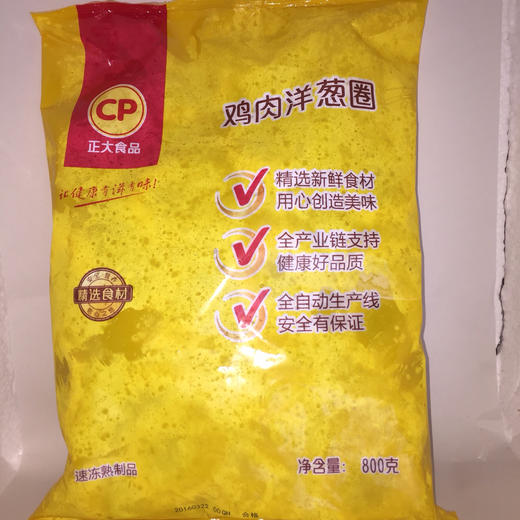 CP
正大食品
让健康有滋有味!
鸡肉洋葱圈
精选新鲜食材
用心创造美味
全产业链支持
健康好品质
全自动生产线
安全有保证
精选食材
速冻熟制品
净含量: 800克
20160322 合格